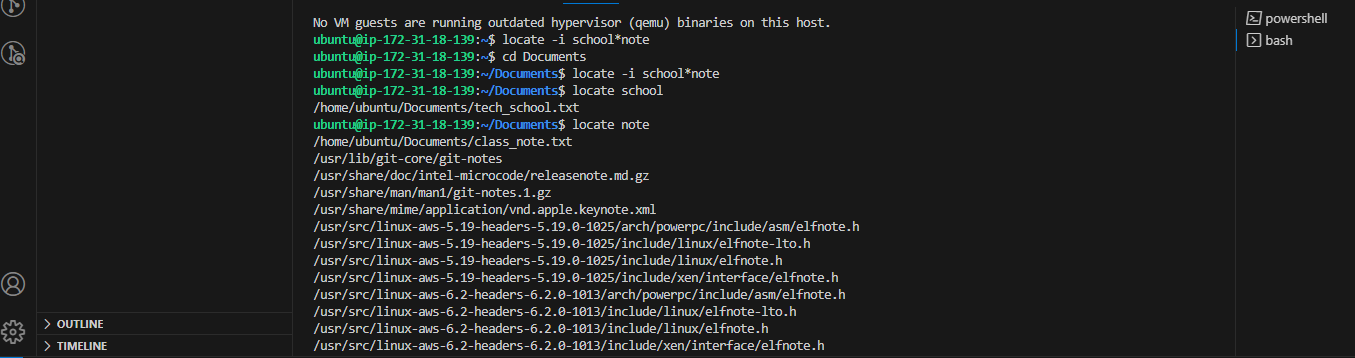 No VM guests are running outdated hypervisor (qemu) binaries on this host.
ubuntu@ip-172-31-18-139:~$ locate -i school*note
ubuntu@ip-172-31-18-139:~$ cd Documents
ubuntu@ip-172-31-18-139:~/Documents$ locate -i school*note
ubuntu@ip-172-31-18-139:~/Documents$ locate school
/home/ubuntu/Documents/tech_school.txt
ubuntu@ip-172-31-18-139:~/Documents$ locate note
/home/ubuntu/Documents/class_note.txt
/usr/lib/git-core/git-notes
/usr/share/doc/intel-microcode/releasenote.md.gz
/usr/share/man/man1/git-notes.1.gz
/usr/share/mime/application/vnd.apple.keynote.xml
/usr/src/linux-aws-5.19-headers-5.19.0-1025/arch/powerpc/include/asm/elfnote.h
/usr/src/linux-aws-5.19-headers-5.19.0-1025/include/linux/elfnote-lto.h
/usr/src/linux-aws-5.19-headers-5.19.0-1025/include/linux/elfnote.h
/usr/src/linux-aws-5.19-headers-5.19.0-1025/include/xen/interface/elfnote.h
/usr/src/linux-aws-6.2-headers-6.2.0-1013/arch/powerpc/include/asm/elfnote.h
/usr/src/linux-aws-6.2-headers-6.2.0-1013/include/linux/elfnote-lto.h
/usr/src/linux-aws-6.2-headers-6.2.0-1013/include/linux/elfnote.h
/usr/src/linux-aws-6.2-headers-6.2.0-1013/include/xen/interface/elfnote.h
powershell
bash
OUTLINE
TIMELINE